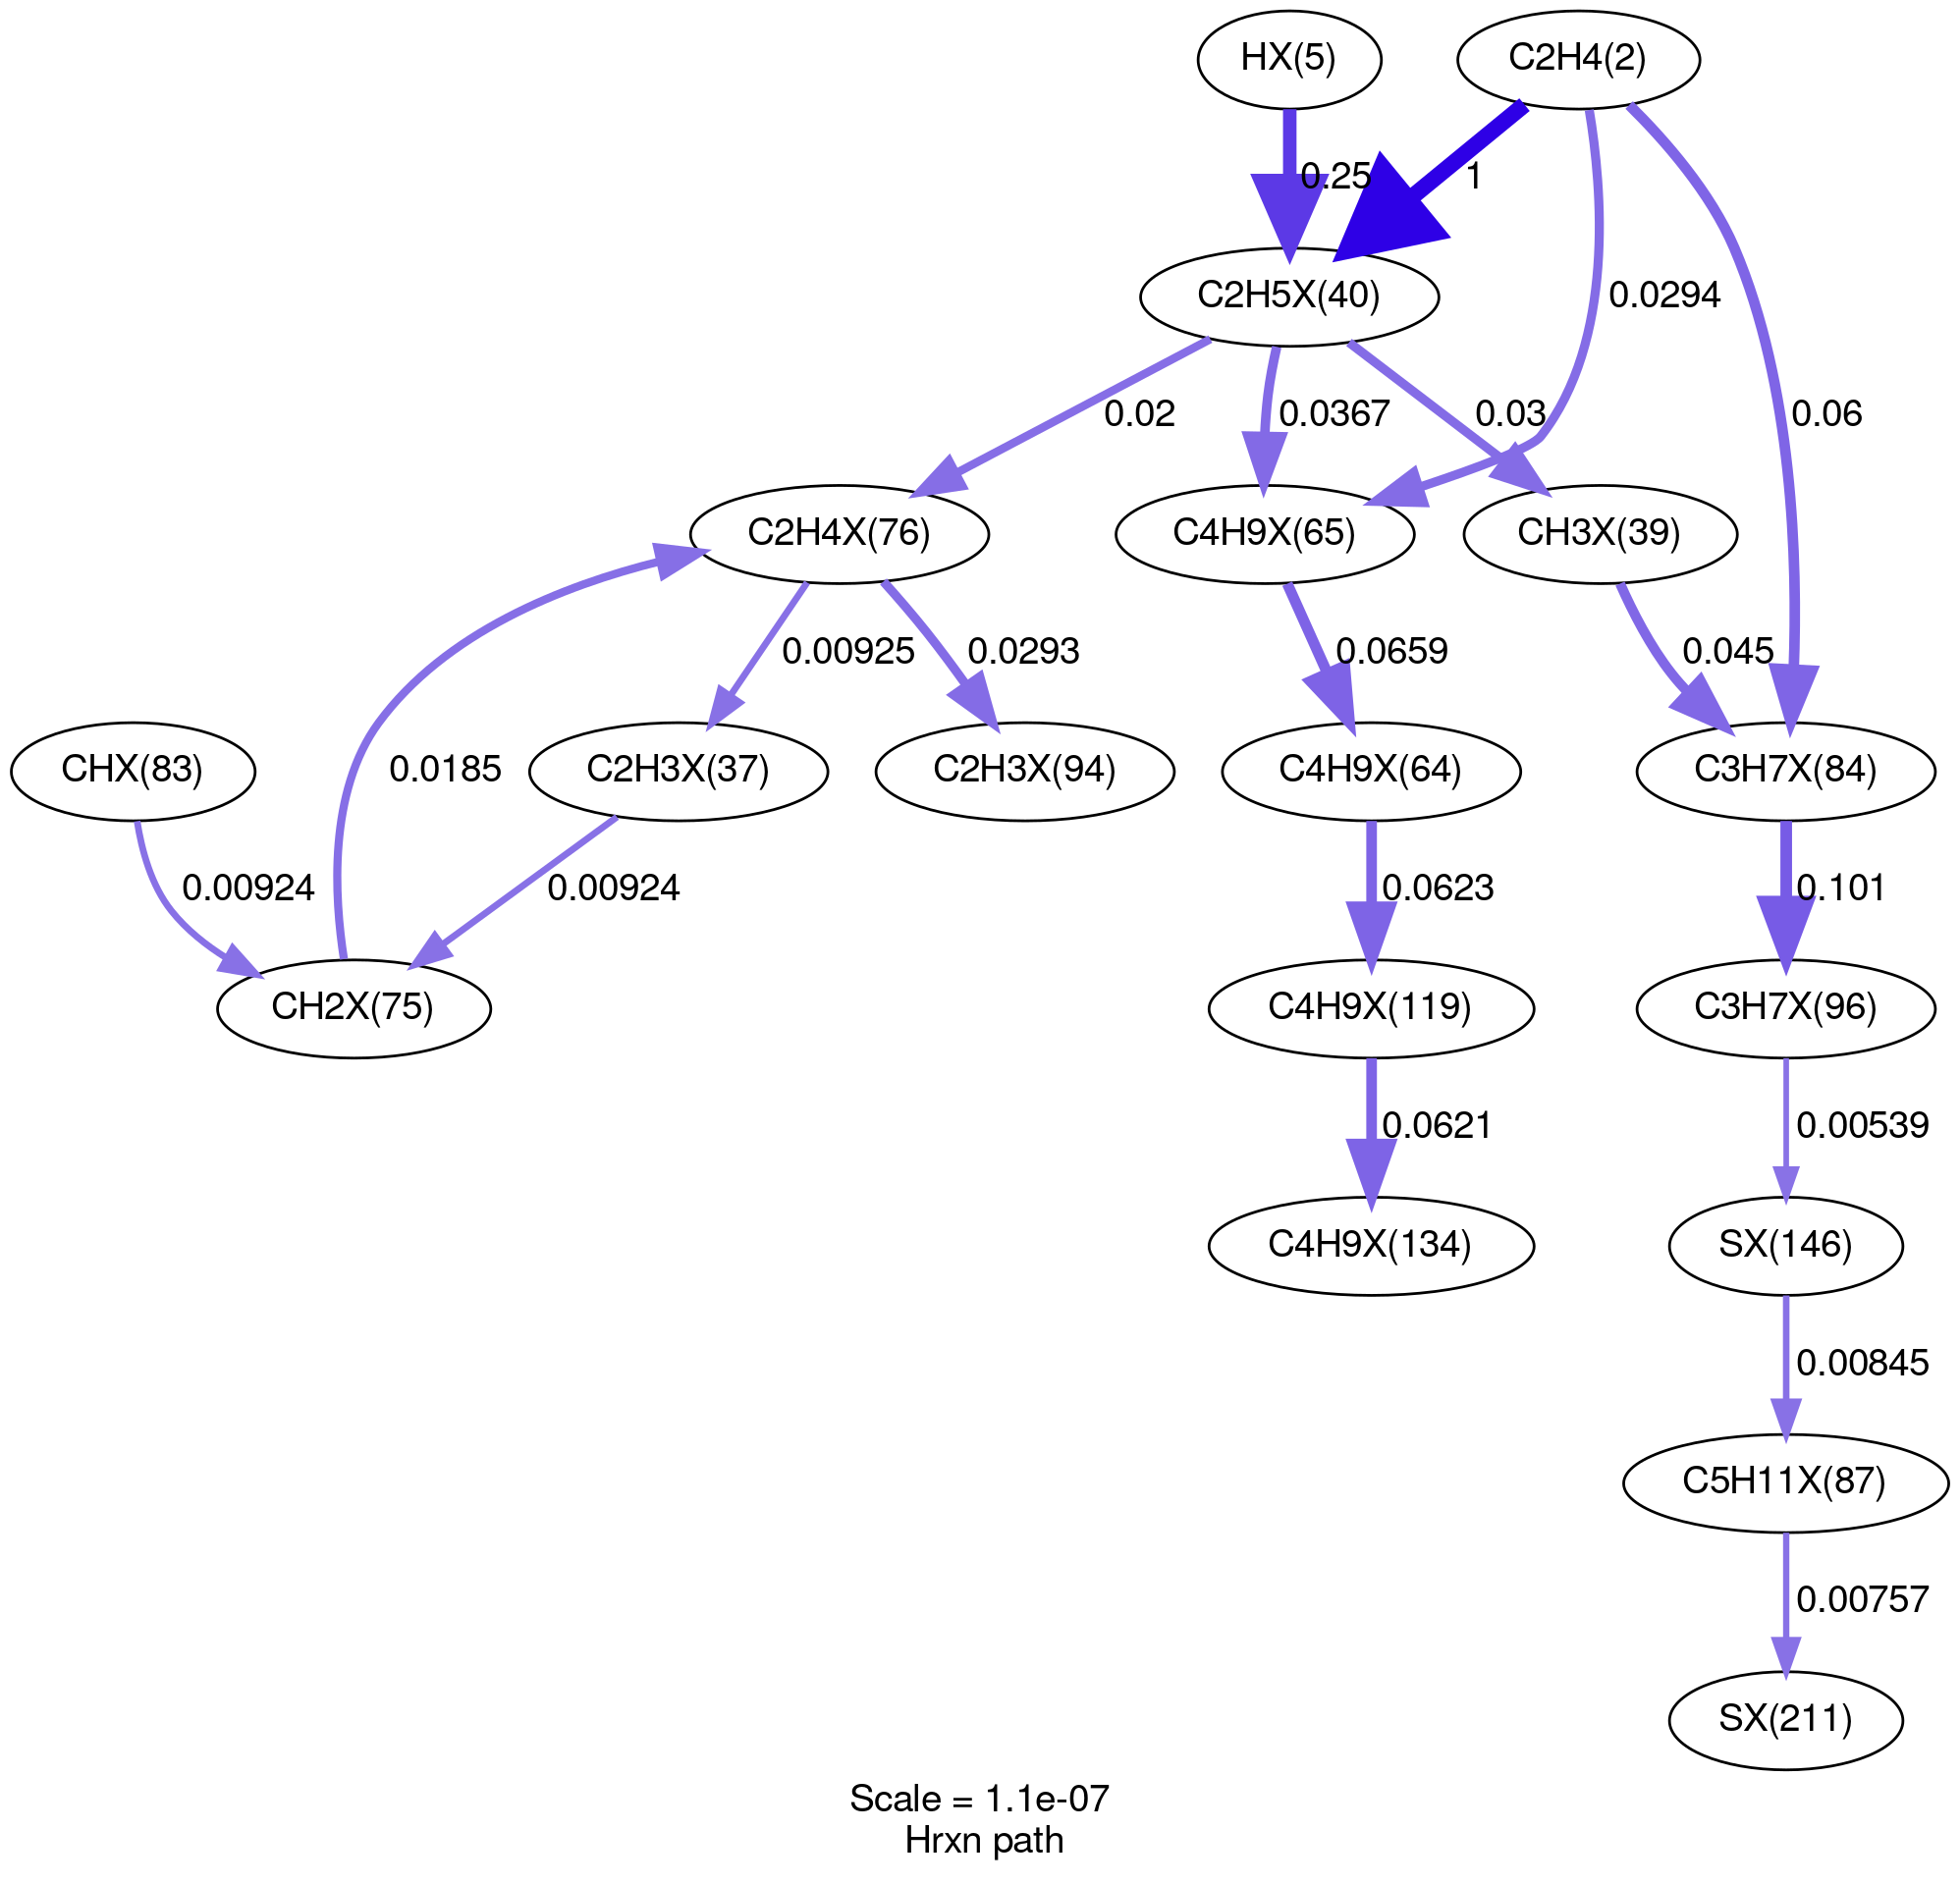 HX(5)
C2H4(2)
0.25
1
C2H5X(40)
0.0294
0.02
0.0367
0.03
0.06
C2H4X(76)
C4H9X(65)
CH3X(39)
0.00925
0.0293
0.0659
0.045
CHX(83)
0.0185
C2H3X(37)
C2H3X(94)
C4H9X(64)
C3H7X(84)
0.00924
0.00924
0.0623
0.101
CH2X(75)
C4H9X(119)
C3H7X(96)
0.0621
0.00539
C4H9X(134)
SX(146)
0.00845
C5H11X(87)
0.00757
SX(211)
Scale = 1.1e-07
Hrxn path